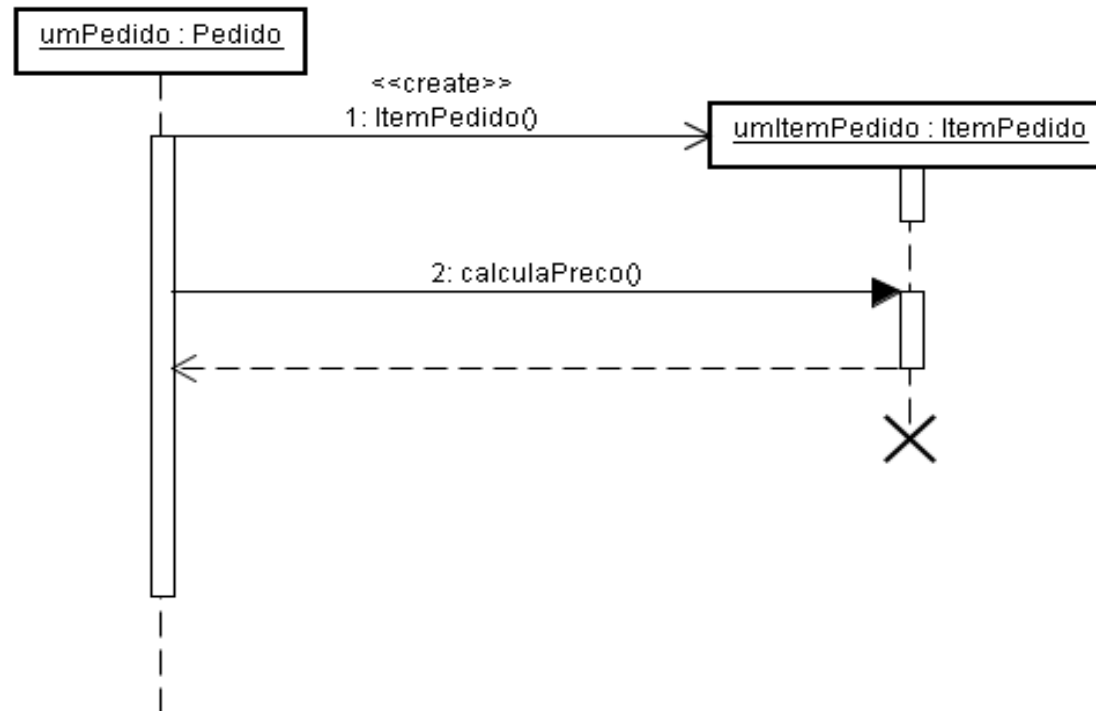 umPedido : Pedido
<<create>>
1: ItemPedido()
umItemPedido : ItemPedido
2: calculaPreco()